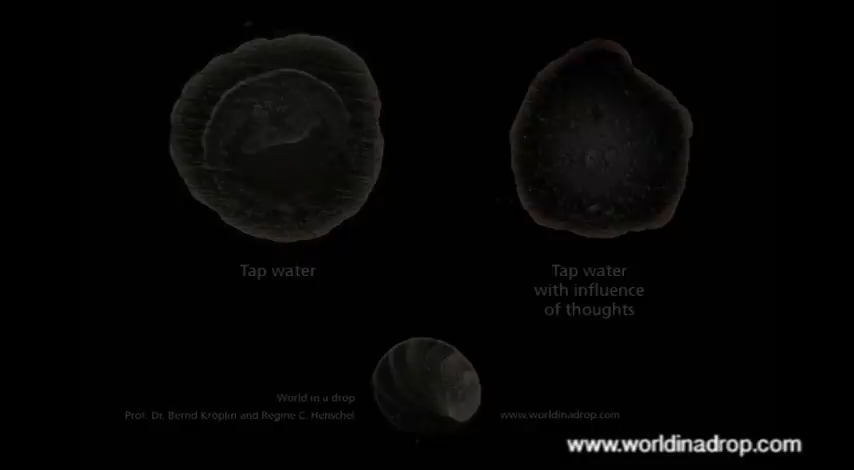 Tap water
Tap water
with influence
of thoughts
World in a drop
Prof. Dr. Bernd Kröplin and Regine C. Henschel
www.worldinadrop.com
www.worldinadrop.com